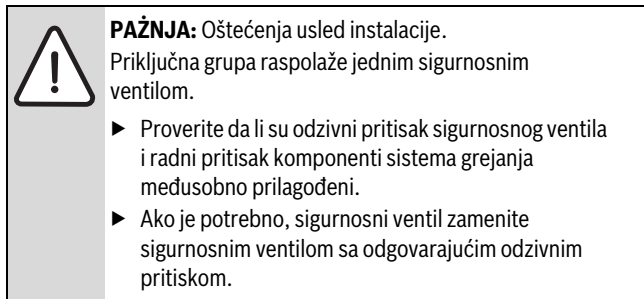 PAŽNJA: Oštećenja usled instalacije.
Priključna grupa raspolaže jednim sigurnosnim
ventilom.
▶ Proverite da li su odzivni pritisak sigurnosnog ventila
i radni pritisak komponenti sistema grejanja
međusobno prilagođeni.
▶ Ako je potrebno, sigurnosni ventil zamenite
sigurnosnim ventilom sa odgovarajućim odzivnim
pritiskom.